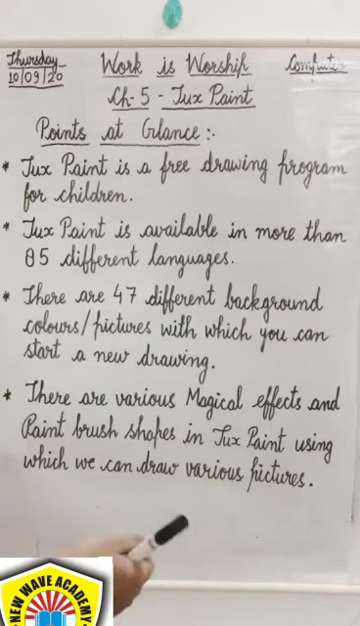 Thursday
10/09/20
Work is Worship
Computer
Ch-5 - Tux Paint
Points at Glance :-
* Tux Paint is a free drawing program
for children.
* Tux Paint is available in more than
85 different languages.
* There are 47 different background
colours/pictures with which you can
start a new drawing.
* There are various Magical effects and
Paint brush shapes in Tux Paint using
which we can draw various pictures.
NEW WAVE ACADEMY